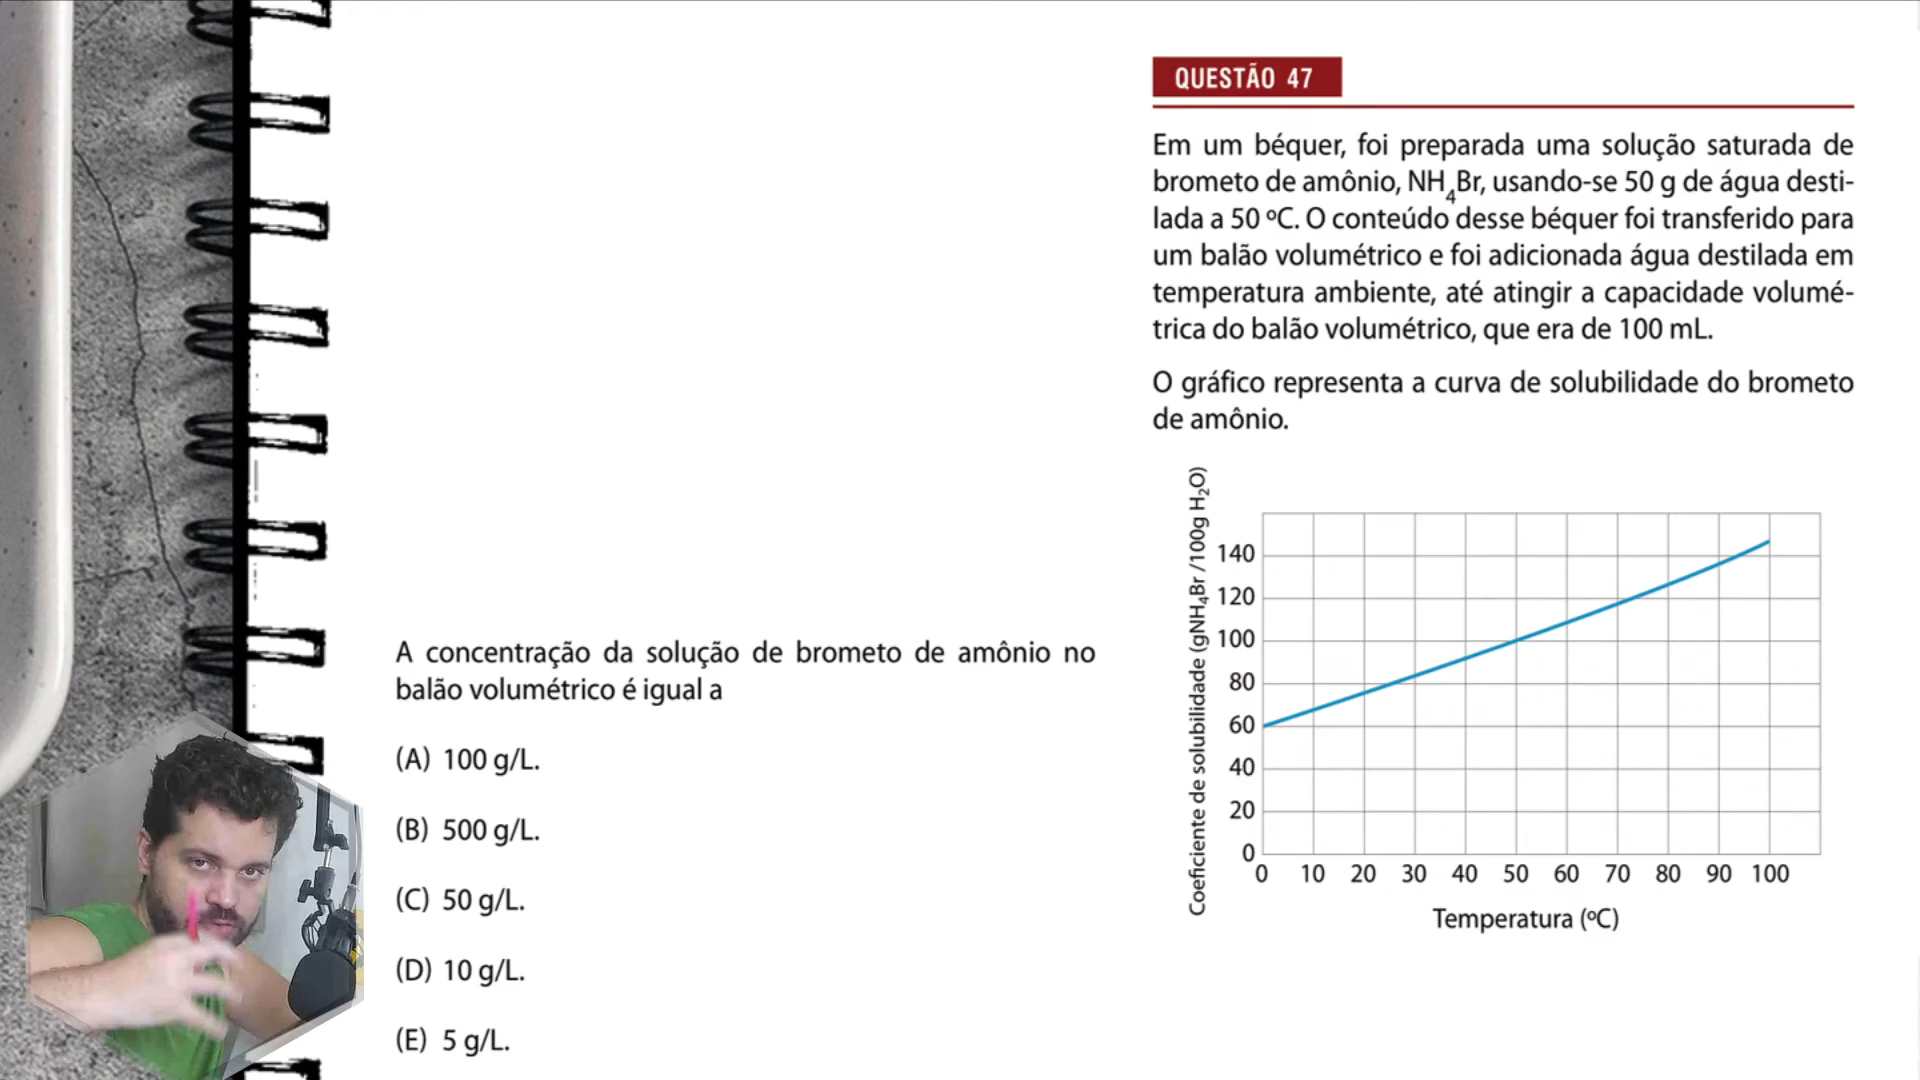 QUESTÃO 47
Em um béquer, foi preparada uma solução saturada de
brometo de amônio, NH4Br, usando-se 50 g de água desti-
lada a 50 ºC. O conteúdo desse béquer foi transferido para
um balão volumétrico e foi adicionada água destilada em
temperatura ambiente, até atingir a capacidade volumé-
trica do balão volumétrico, que era de 100 mL.
O gráfico representa a curva de solubilidade do brometo
de amônio.
Coeficiente de solubilidade (gNH4Br /100g H2O)
140
120
100
80
60
40
20
0
0 10 20 30 40 50 60 70 80 90 100
Temperatura (ºC)
A concentração da solução de brometo de amônio no
balão volumétrico é igual a
(A) 100 g/L.
(B) 500 g/L.
(C) 50 g/L.
(D) 10 g/L.
(E) 5 g/L.